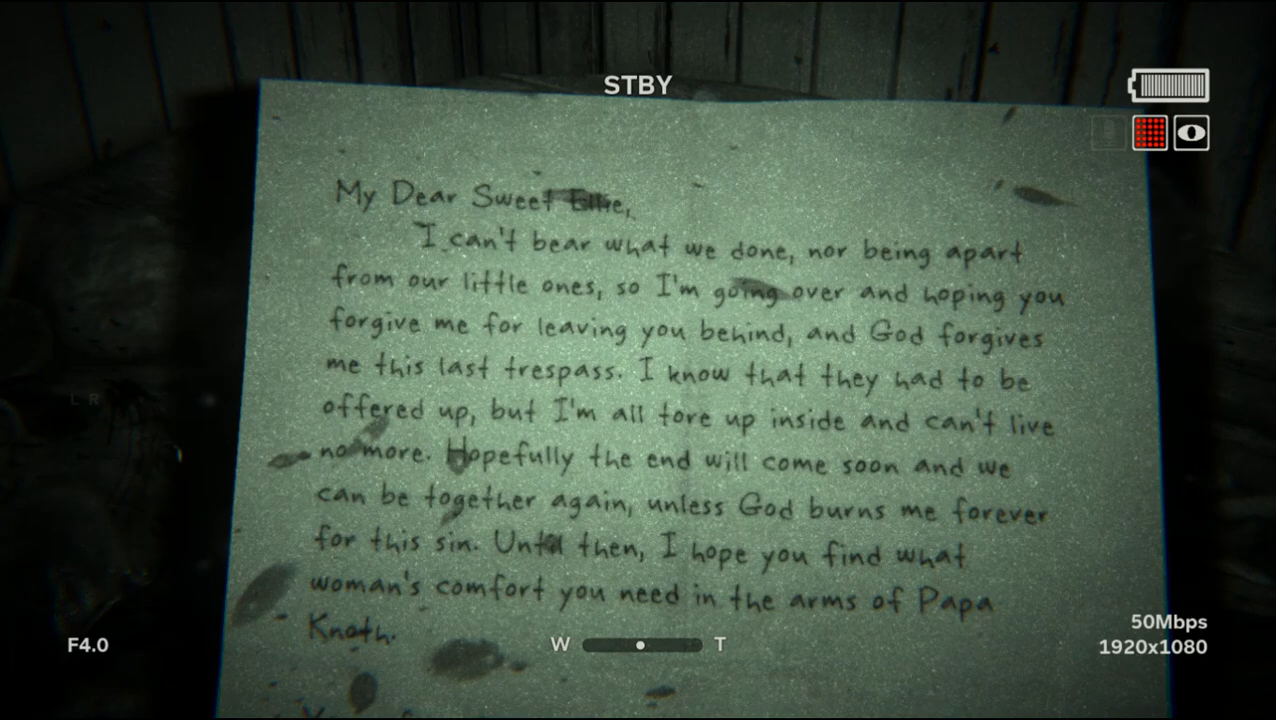 STBY
My Dear Sweet Ellie,
I can't bear what we done, nor being apart
from our little ones, so I'm going over and hoping you
forgive me for leaving you behind, and God forgives
me this last trespass. I know that they had to be
offered up, but I'm all tore up inside and can't live
no more. Hopefully the end will come soon and we
can be together again, unless God burns me forever
for this sin. Until then, I hope you find what
woman's comfort you need in the arms of Papa
Knoth.
L R
F4.0
W T
50Mbps
1920x1080